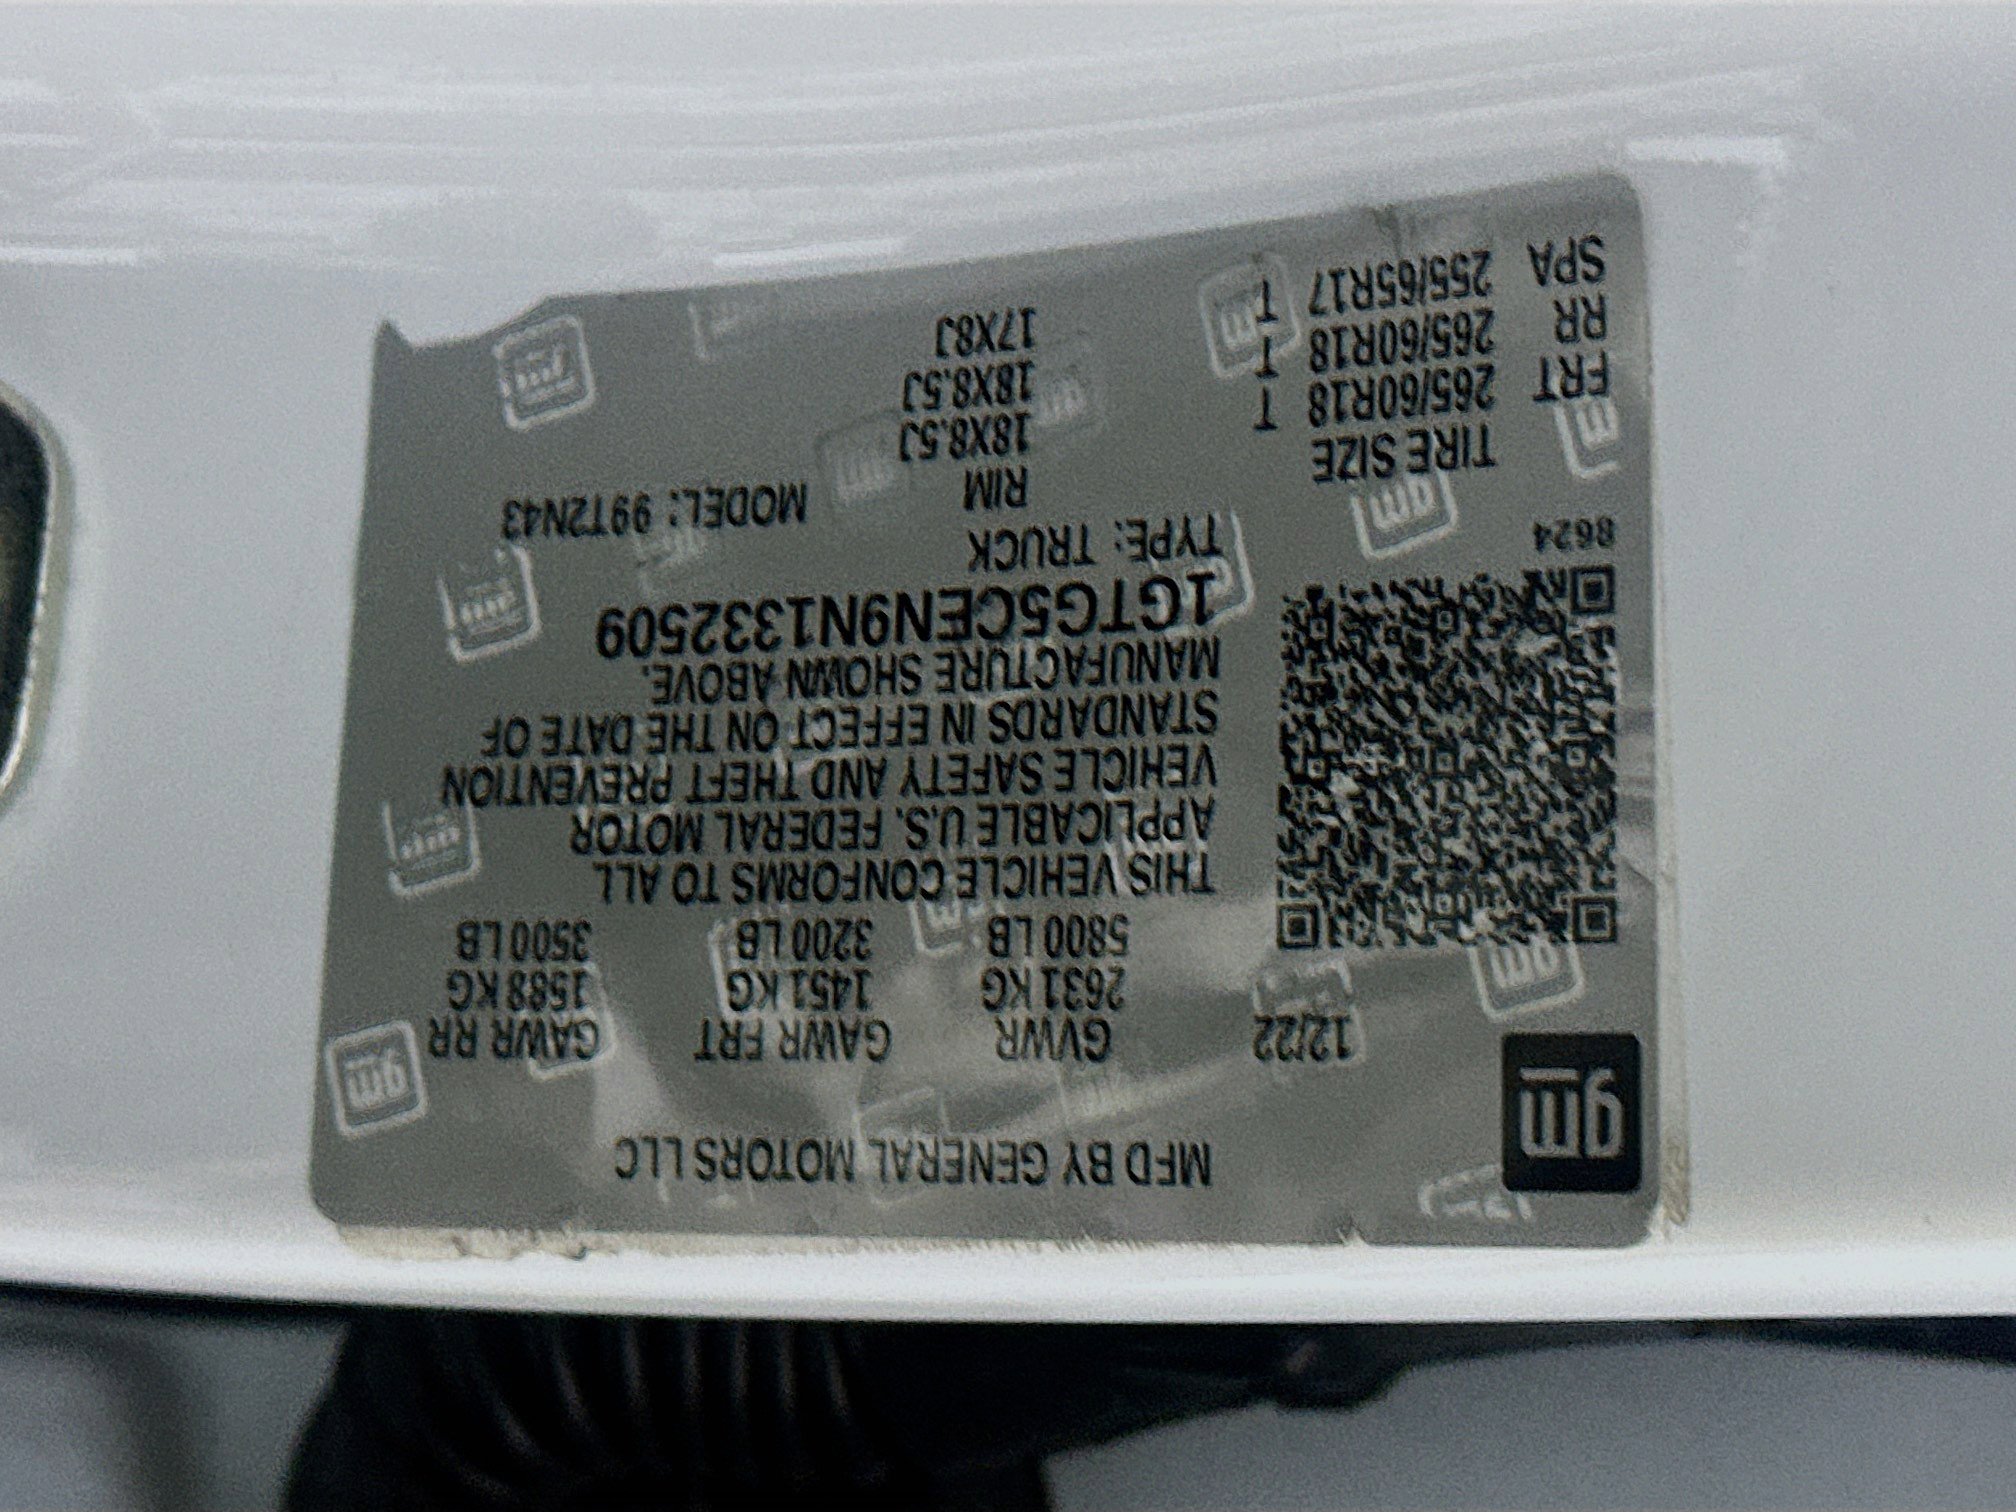 gm
MFD BY GENERAL MOTORS LLC
12/22 GVWR GAWR FRT GAWR RR
2631 KG 1451 KG 1588 KG
5800 LB 3200 LB 3500 LB
THIS VEHICLE CONFORMS TO ALL
APPLICABLE U.S. FEDERAL MOTOR
VEHICLE SAFETY AND THEFT PREVENTION
STANDARDS IN EFFECT ON THE DATE OF
MANUFACTURE SHOWN ABOVE.
1GTG5CEN9N1332509
8624 TYPE: TRUCK MODEL: 99T2N43
TIRE SIZE RIM
FRT 265/60R18 T 18X8.5J
RR 265/60R18 T 18X8.5J
SPA 255/65R17 T 17X8J